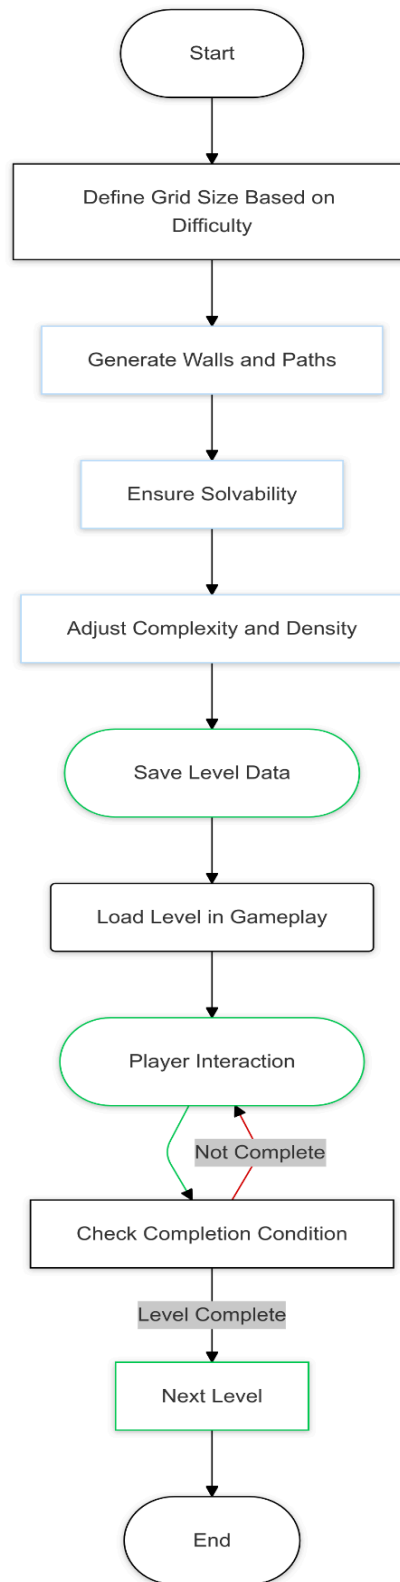 Start
Define Grid Size Based on
Difficulty
Generate Walls and Paths
Ensure Solvability
Adjust Complexity and Density
Save Level Data
Load Level in Gameplay
Player Interaction
Not Complete
Check Completion Condition
Level Complete
Next Level
End